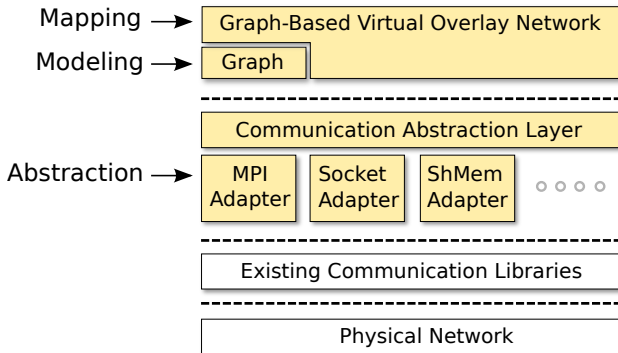 Mapping
Graph-Based Virtual Overlay Network
Modeling
Graph
Communication Abstraction Layer
Abstraction
MPI
Adapter
Socket
Adapter
ShMem
Adapter
Existing Communication Libraries
Physical Network